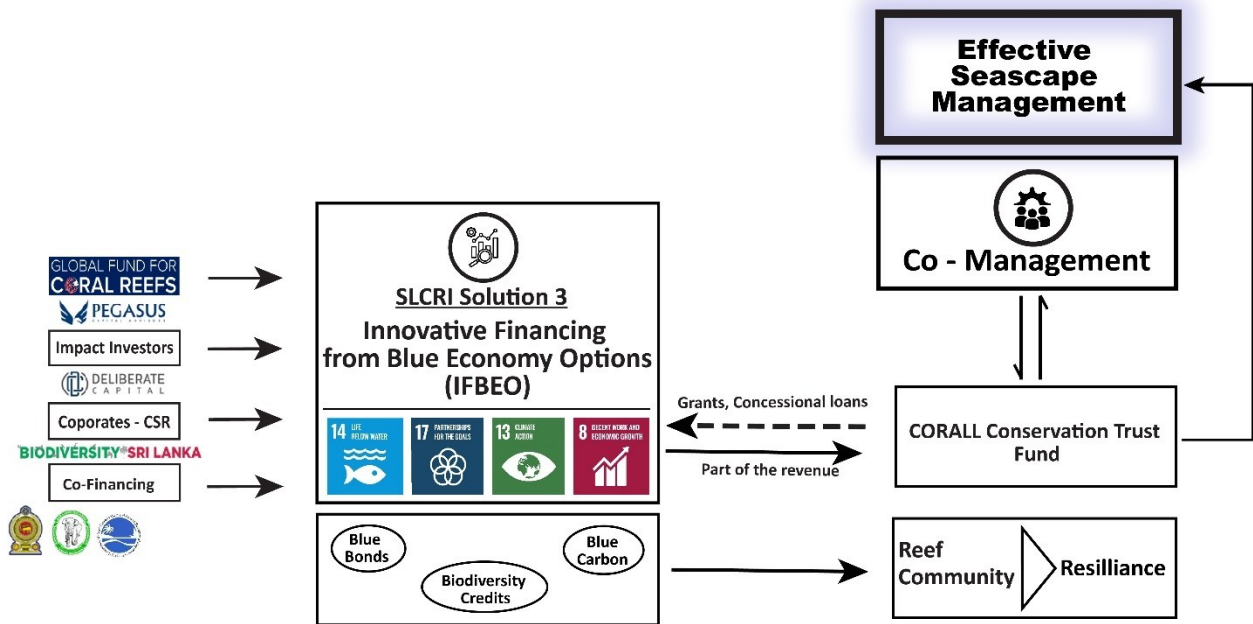 Effective
Seascape
Management
Co - Management
GLOBAL FUND FOR
CORAL REEFS
PEGASUS
Impact Investors
DELIBERATE
CAPITAL
Coporates - CSR
BIODIVERSITY SRI LANKA
Co-Financing
SLCRI Solution 3
Innovative Financing
from Blue Economy Options
(IFBEO)
14 LIFE
BELOW WATER
17 PARTNERSHIPS
FOR THE GOALS
13 CLIMATE
ACTION
8 DECENT WORK AND
ECONOMIC GROWTH
Blue
Bonds
Biodiversity
Credits
Blue
Carbon
Grants, Concessional loans
Part of the revenue
CORALL Conservation Trust
Fund
Reef
Community
Resilliance